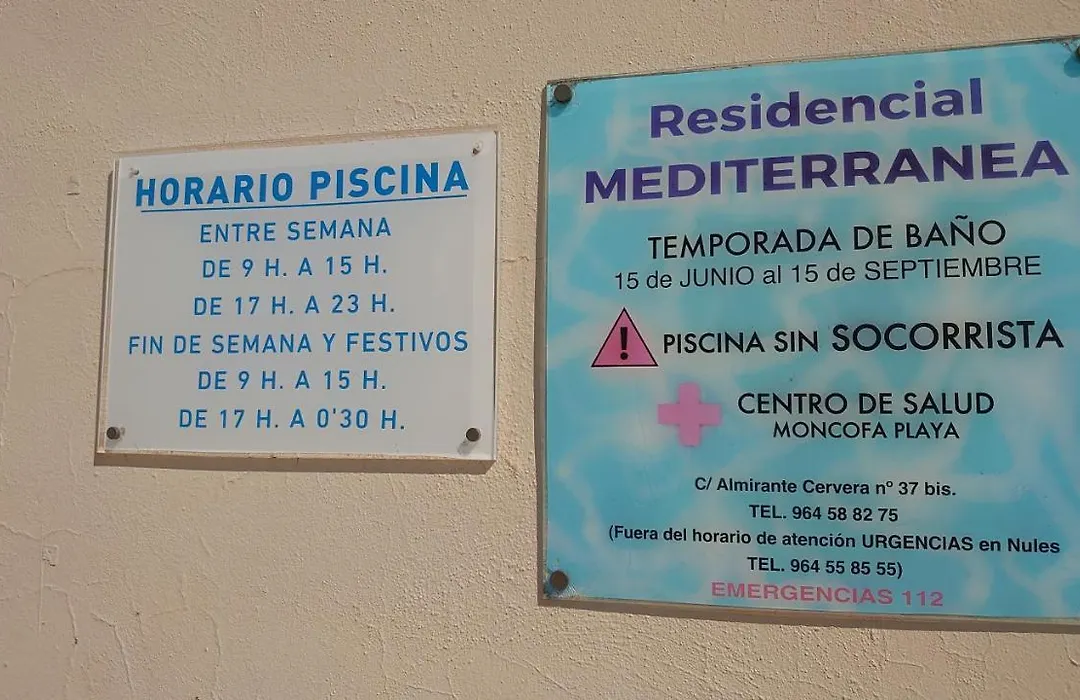 HORARIO PISCINA
ENTRE SEMANA
DE 9 H. A 15 H.
DE 17 H. A 23 H.
FIN DE SEMANA Y FESTIVOS
DE 9 H. A 15 H.
DE 17 H. A 0'30 H.
Residencial
MEDITERRANEA
TEMPORADA DE BAÑO
15 de JUNIO al 15 de SEPTIEMBRE
! PISCINA SIN SOCORRISTA
CENTRO DE SALUD
MONCOFA PLAYA
C/ Almirante Cervera nº 37 bis.
TEL. 964 58 82 75
(Fuera del horario de atención URGENCIAS en Nules
TEL. 964 55 85 55)
EMERGENCIAS 112